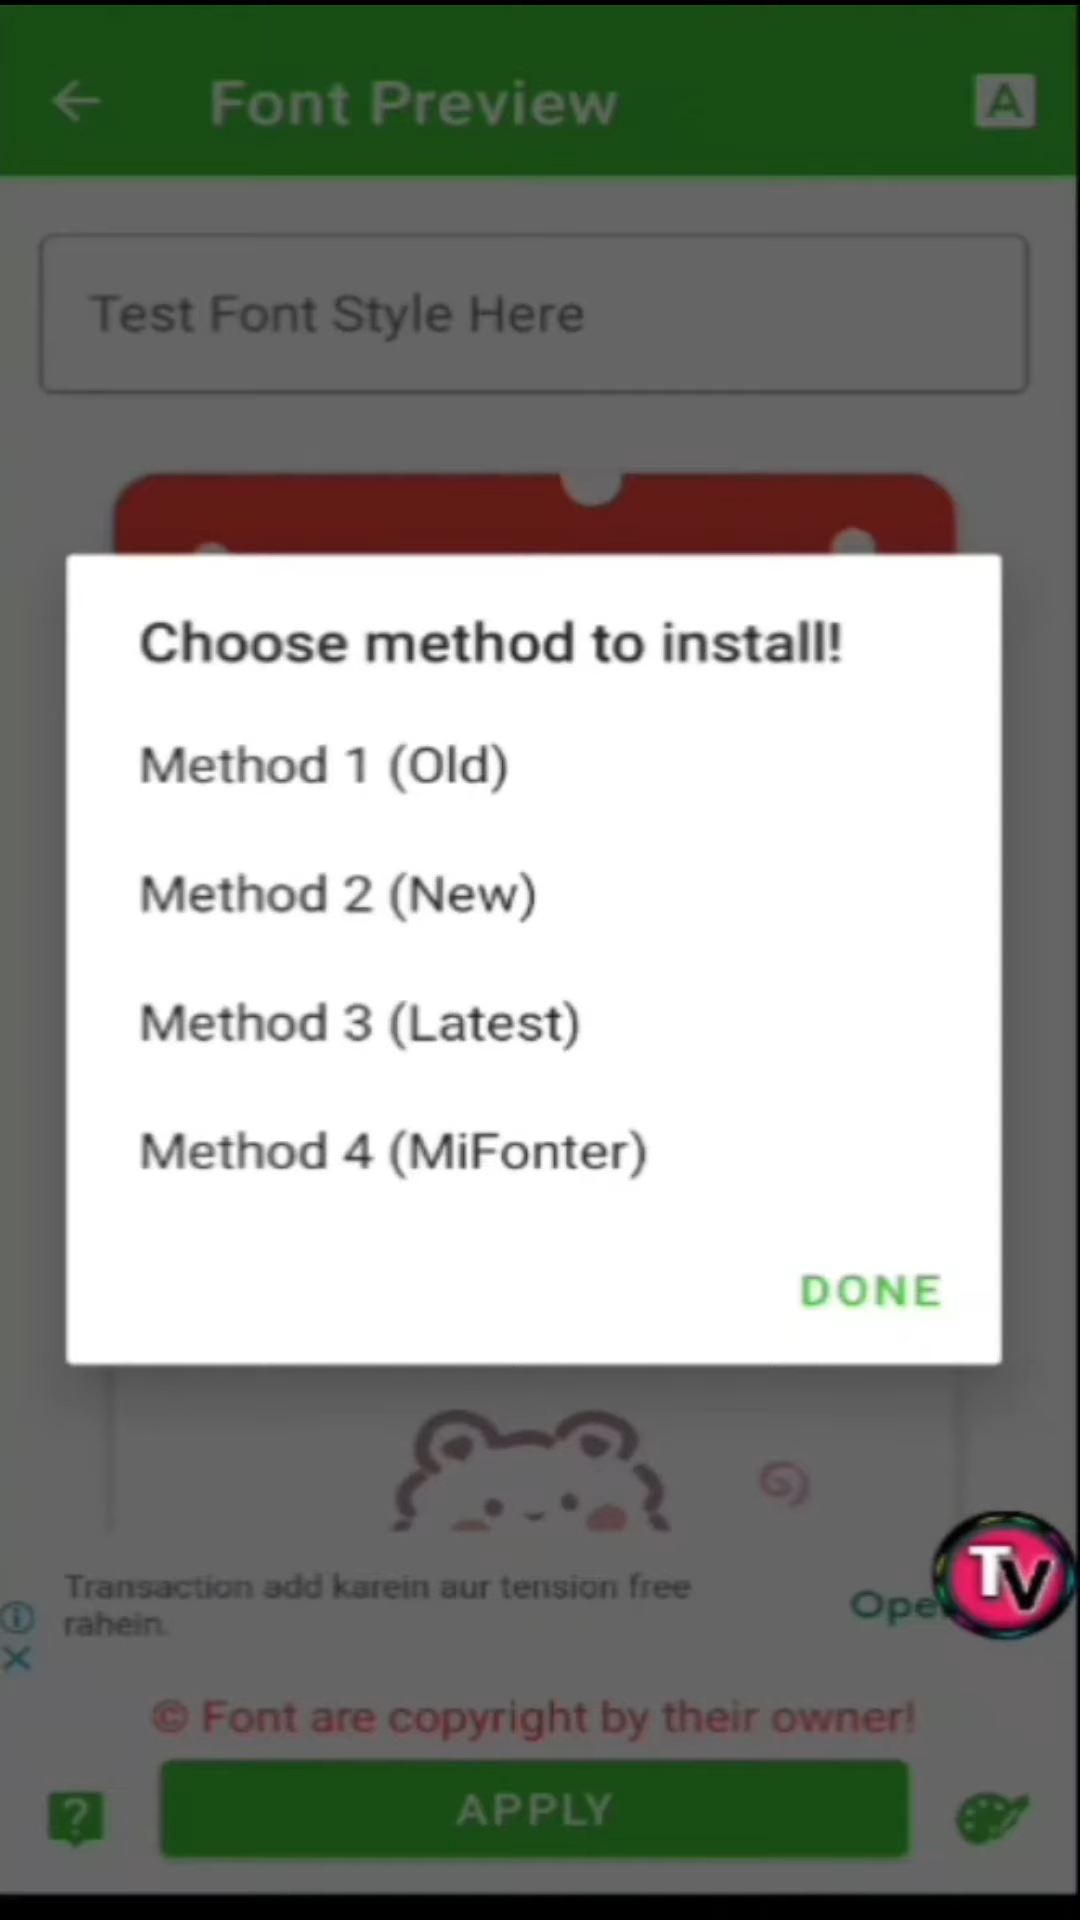 Font Preview
A
Test Font Style Here
Choose method to install!
Method 1 (Old)
Method 2 (New)
Method 3 (Latest)
Method 4 (MiFonter)
DONE
Transaction add karein aur tension free
rahein.
TV
© Font are copyright by their owner!
?
APPLY